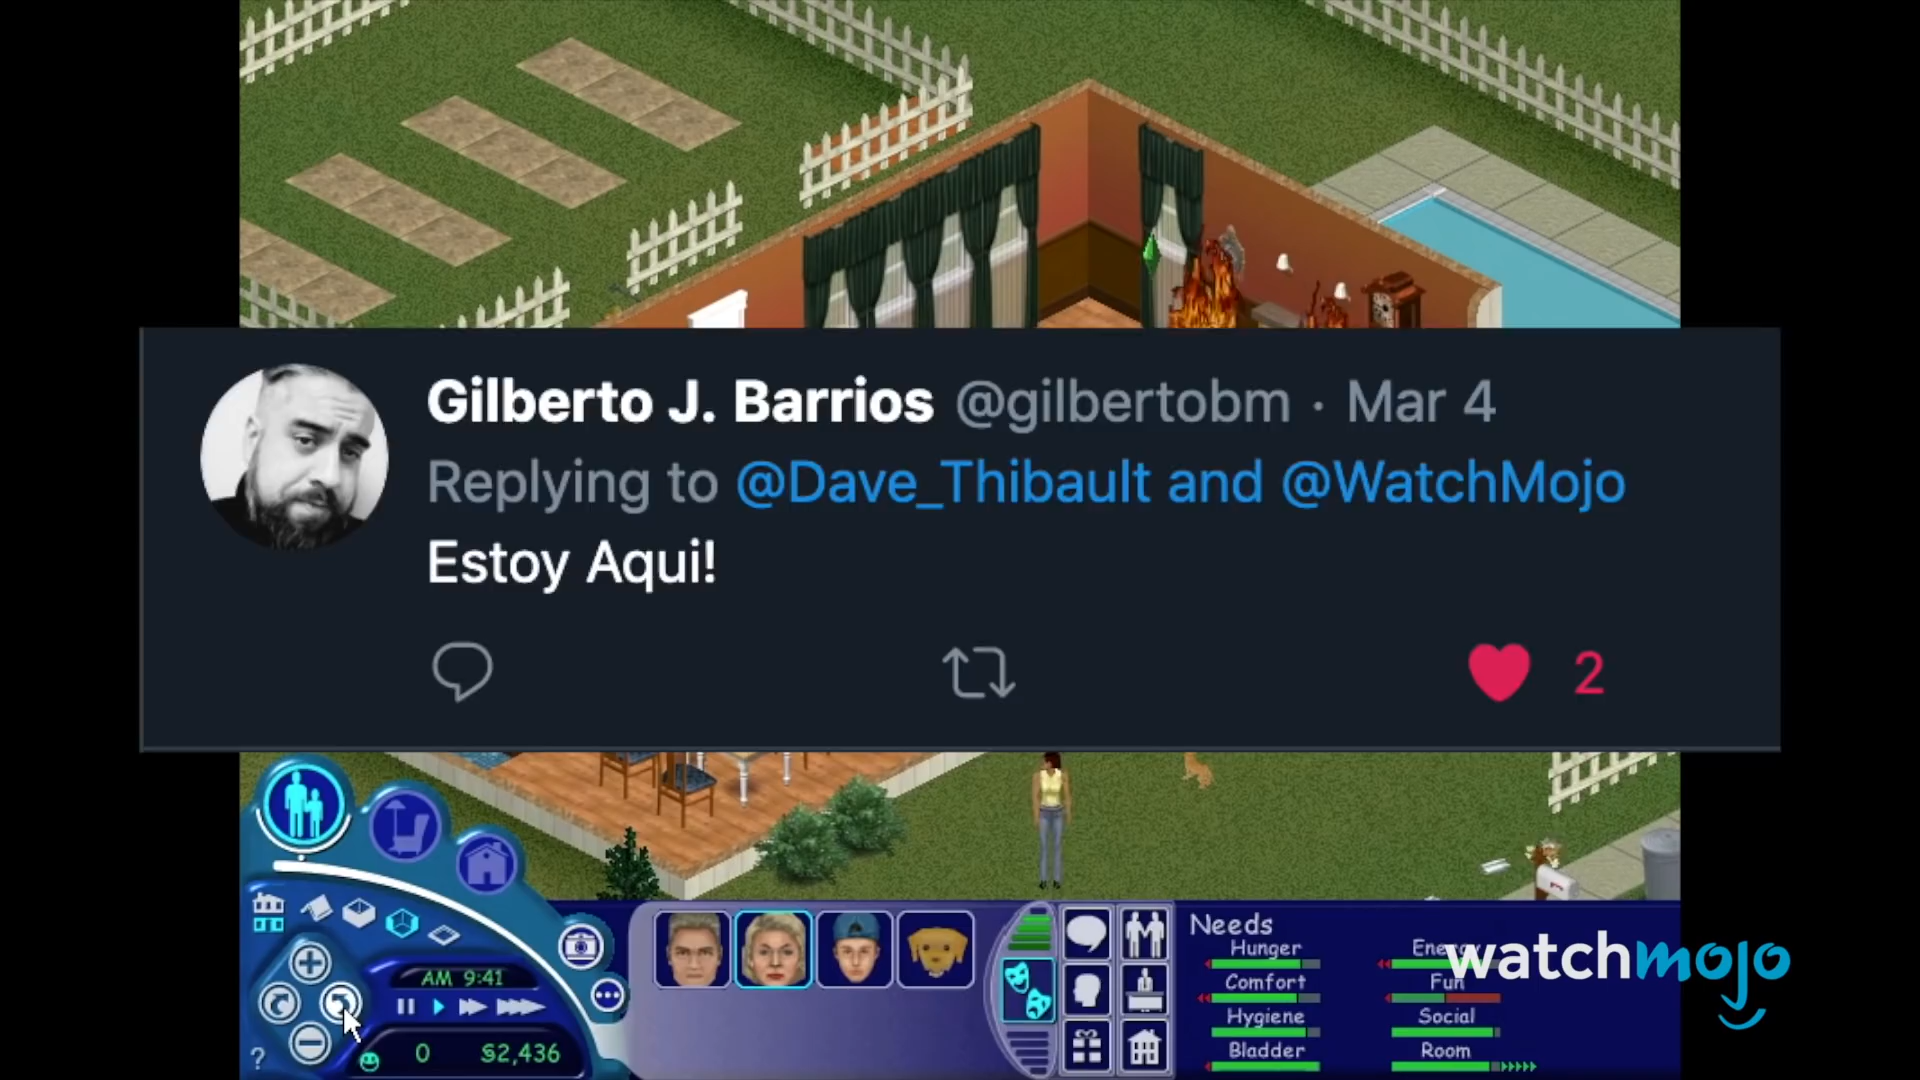 Gilberto J. Barrios @gilbertobm · Mar 4
Replying to @Dave_Thibault and @WatchMojo
Estoy Aqui!
2
AM 9:41
0 §2,436
?
Needs
Hunger Energy
Comfort Fun
Hygiene Social
Bladder Room
watchmojo